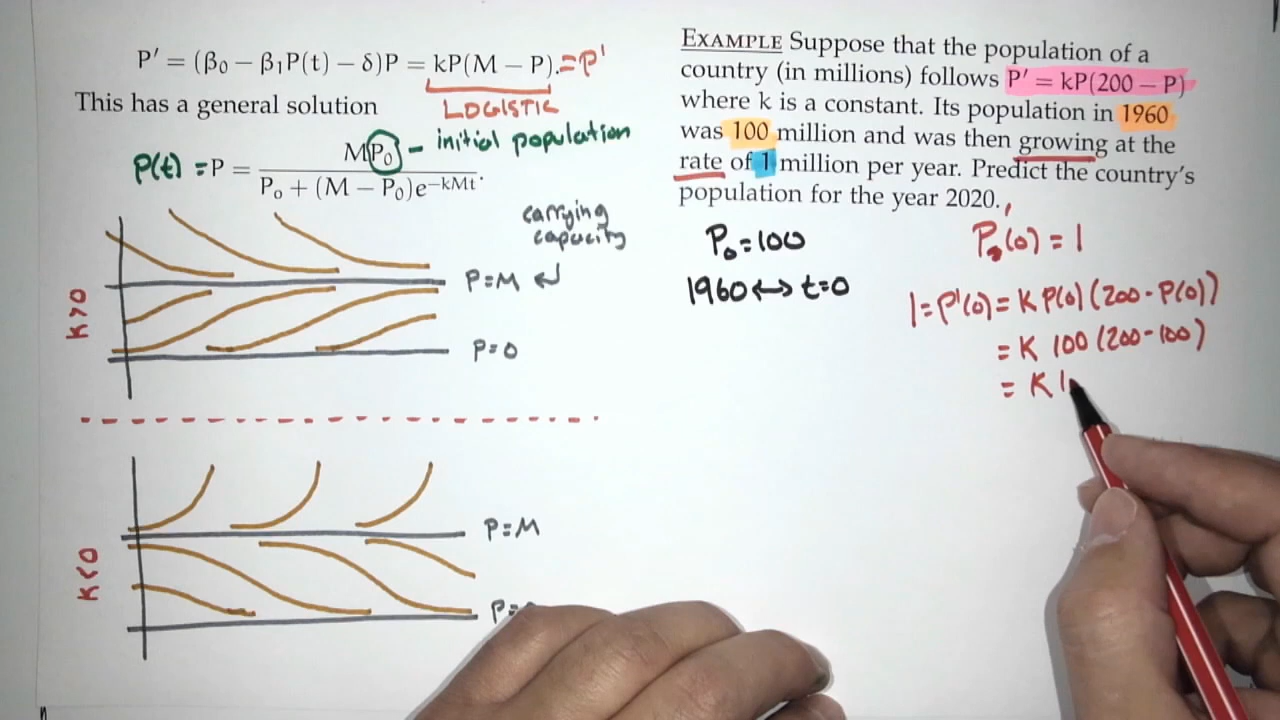 P′ = (β₀ − β₁P(t) − δ)P = kP(M − P). = P'
This has a general solution
LOGISTIC
P(t) = P = MP₀ / (P₀ + (M − P₀)e^(−kMt)).
- initial population
carrying
capacity
P=M
P=0
K>0
P=M
K<0
EXAMPLE Suppose that the population of a
country (in millions) follows P′ = kP(200 − P)
where k is a constant. Its population in 1960
was 100 million and was then growing at the
rate of 1 million per year. Predict the country's
population for the year 2020.
P₀ = 100
1960 ↔ t=0
P'(0) = 1
1 = P'(0) = K P(0) (200 - P(0))
= K 100 (200 - 100)
= K 1